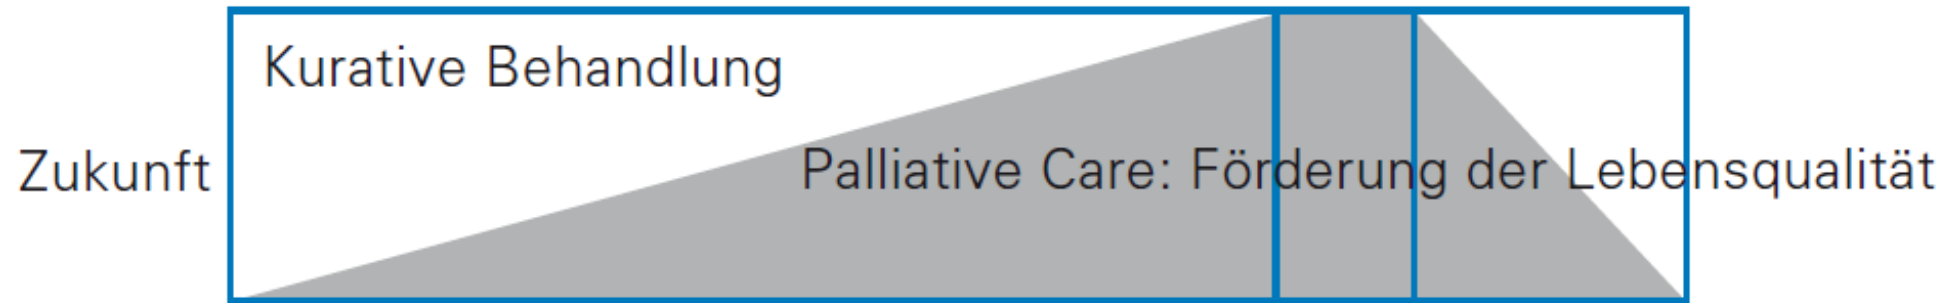 Kurative Behandlung
Zukunft
Palliative Care: Förderung der Lebensqualität